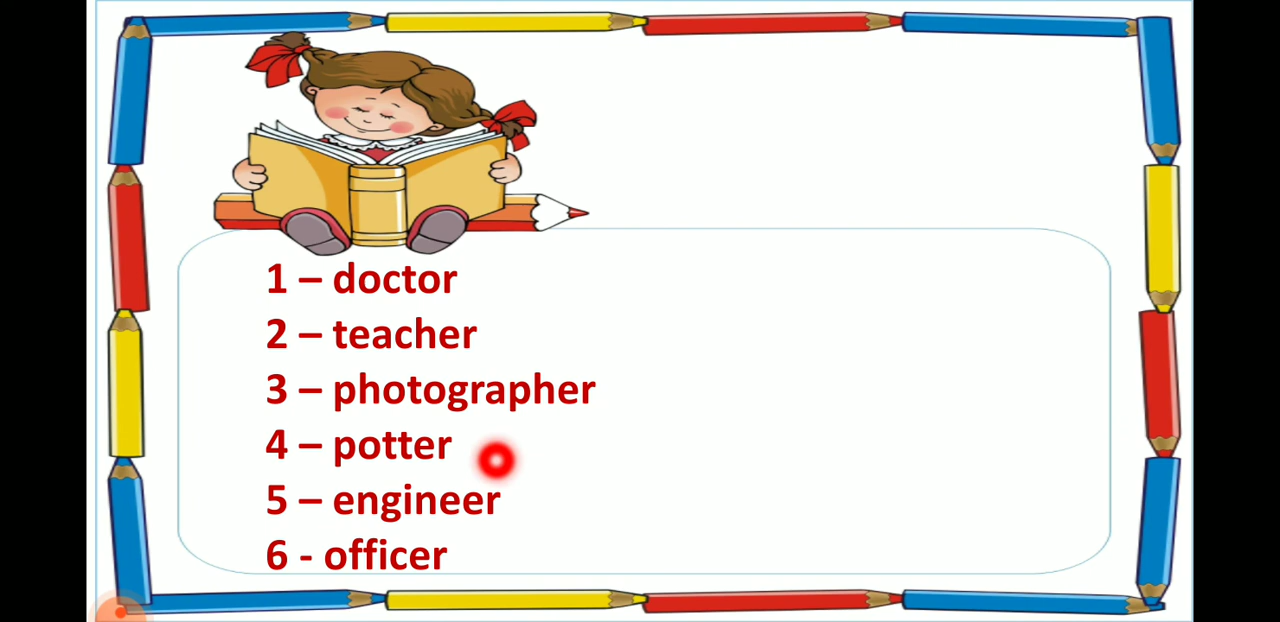 1 – doctor
2 – teacher
3 – photographer
4 – potter
5 – engineer
6 - officer